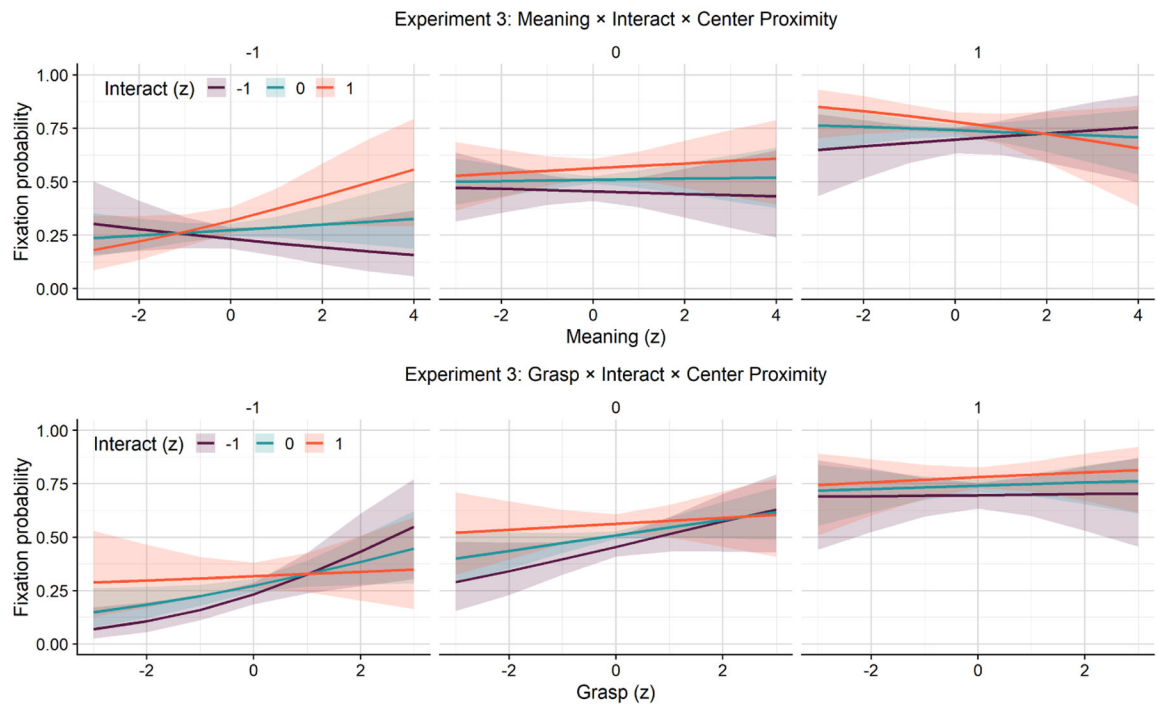 Experiment 3: Meaning × Interact × Center Proximity
-1 0 1
Interact (z) -1 0 1
Fixation probability
1.00
0.75
0.50
0.25
0.00
-2 0 2 4 -2 0 2 4 -2 0 2 4
Meaning (z)
Experiment 3: Grasp × Interact × Center Proximity
-1 0 1
Interact (z) -1 0 1
Fixation probability
1.00
0.75
0.50
0.25
0.00
-2 0 2 -2 0 2 -2 0 2
Grasp (z)